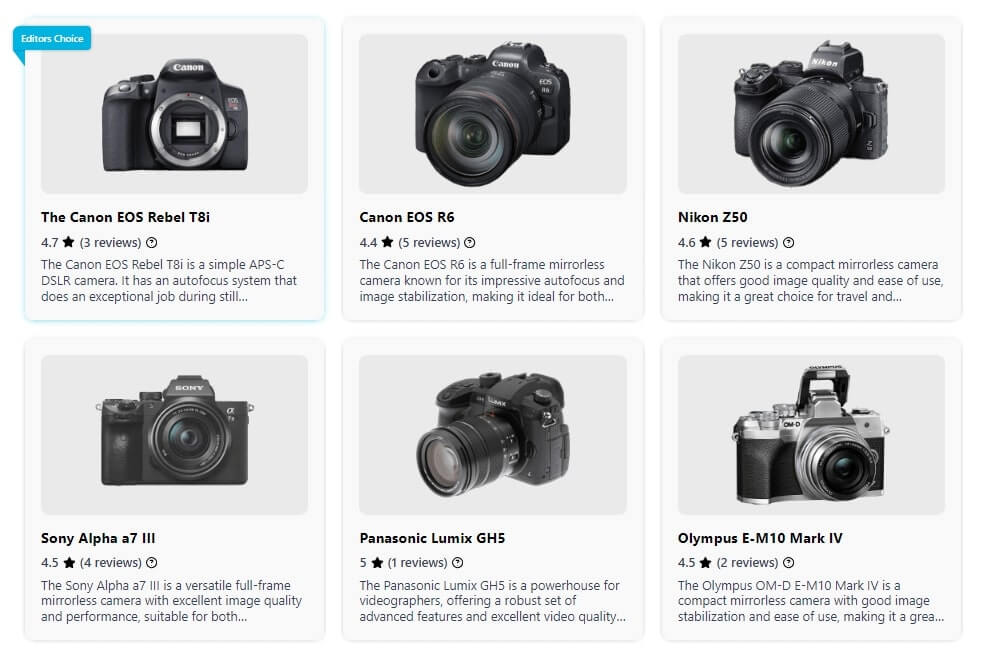 Editors Choice
Canon
EOS
Canon
EOS
R6
Nikon
The Canon EOS Rebel T8i
4.7 ★ (3 reviews)
The Canon EOS Rebel T8i is a simple APS-C
DSLR camera. It has an autofocus system that
does an exceptional job during still...
Canon EOS R6
4.4 ★ (5 reviews)
The Canon EOS R6 is a full-frame mirrorless
camera known for its impressive autofocus and
image stabilization, making it ideal for both...
Nikon Z50
4.6 ★ (5 reviews)
The Nikon Z50 is a compact mirrorless camera
that offers good image quality and ease of use,
making it a great choice for travel and...
SONY
LUMIX
OLYMPUS
OM-D
Sony Alpha a7 III
4.5 ★ (4 reviews)
The Sony Alpha a7 III is a versatile full-frame
mirrorless camera with excellent image quality
and performance, suitable for both...
Panasonic Lumix GH5
5 ★ (1 reviews)
The Panasonic Lumix GH5 is a powerhouse for
videographers, offering a robust set of
advanced features and excellent video quality...
Olympus E-M10 Mark IV
4.5 ★ (2 reviews)
The Olympus OM-D E-M10 Mark IV is a
compact mirrorless camera with good image
stabilization and ease of use, making it a grea...